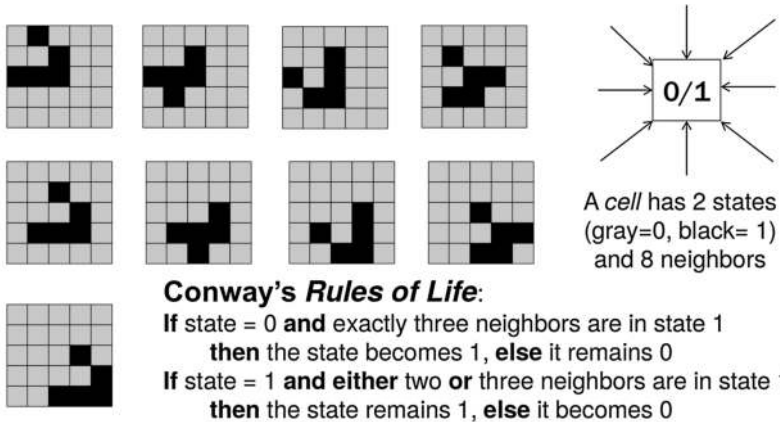 0/1
A cell has 2 states
(gray=0, black= 1)
and 8 neighbors
Conway's Rules of Life:
If state = 0 and exactly three neighbors are in state 1
then the state becomes 1, else it remains 0
If state = 1 and either two or three neighbors are in state 1
then the state remains 1, else it becomes 0